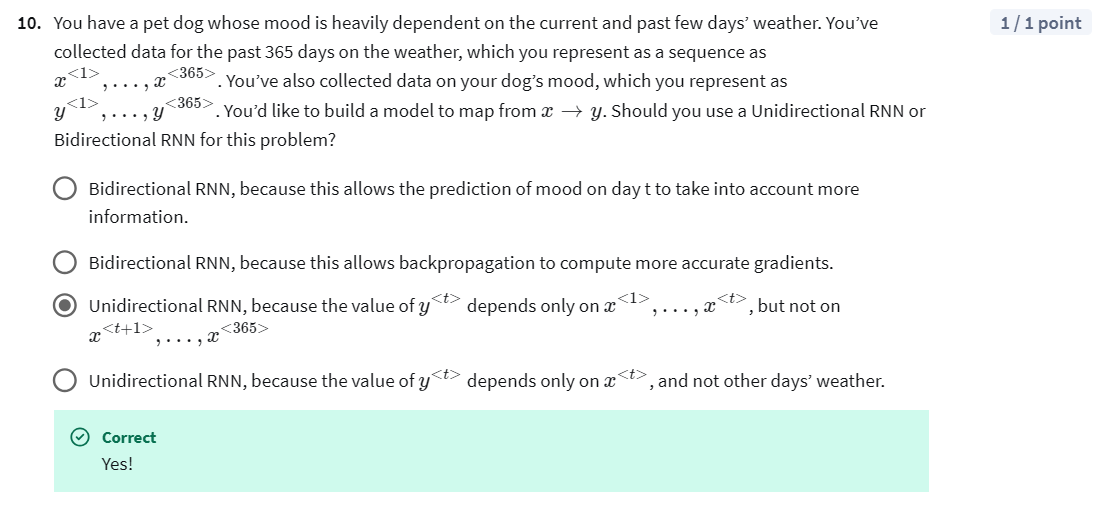 10. You have a pet dog whose mood is heavily dependent on the current and past few days’ weather. You’ve 1 / 1 point
collected data for the past 365 days on the weather, which you represent as a sequence as
x<1>, . . . , x<365>. You’ve also collected data on your dog’s mood, which you represent as
y<1>, . . . , y<365>. You’d like to build a model to map from x → y. Should you use a Unidirectional RNN or
Bidirectional RNN for this problem?
Bidirectional RNN, because this allows the prediction of mood on day t to take into account more
information.
Bidirectional RNN, because this allows backpropagation to compute more accurate gradients.
Unidirectional RNN, because the value of y<t> depends only on x<1>, . . . , x<t>, but not on
x<t+1>, . . . , x<365>
Unidirectional RNN, because the value of y<t> depends only on x<t>, and not other days’ weather.
Correct
Yes!